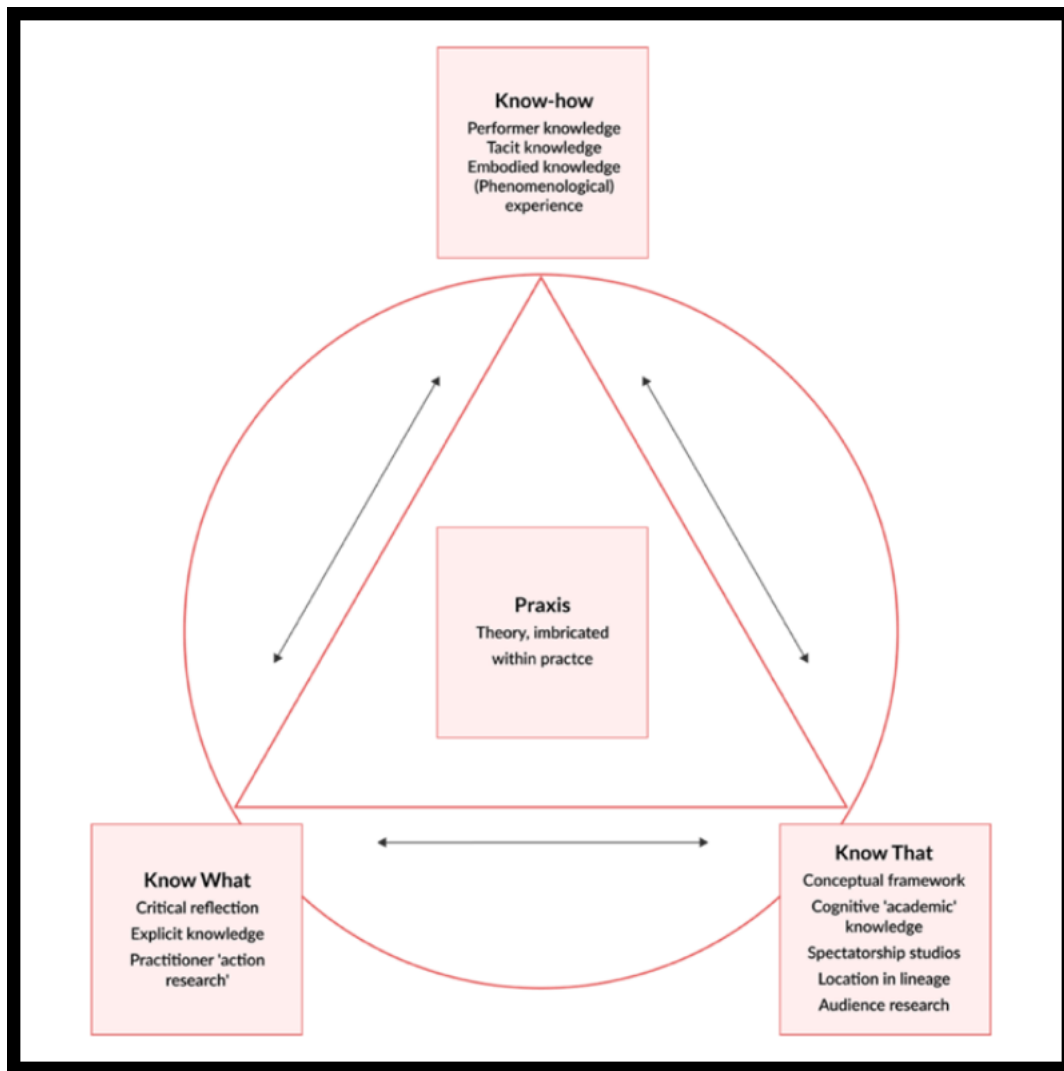 Know-how
Performer knowledge
Tacit knowledge
Embodied knowledge
(Phenomenological)
experience
Praxis
Theory, imbricated
within practce
Know What
Critical reflection
Explicit knowledge
Practitioner 'action
research'
Know That
Conceptual framework
Cognitive 'academic'
knowledge
Spectatorship studios
Location in lineage
Audience research